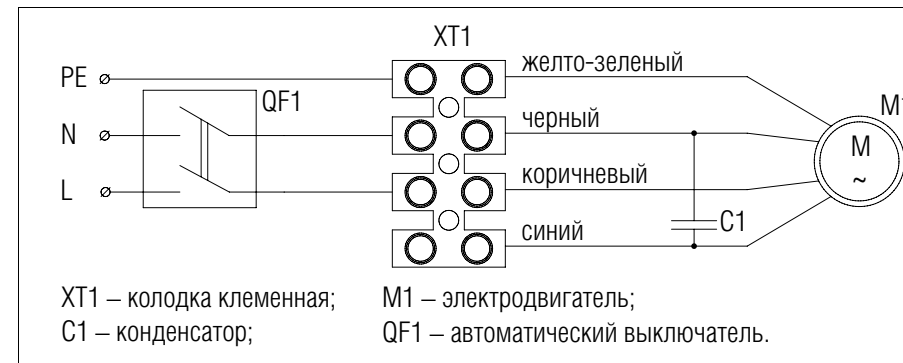 XT1
PE
желто-зеленый
QF1
M1
N
черный
M
~
L
коричневый
C1
синий
XT1 – колодка клеменная; M1 – электродвигатель;
C1 – конденсатор; QF1 – автоматический выключатель.